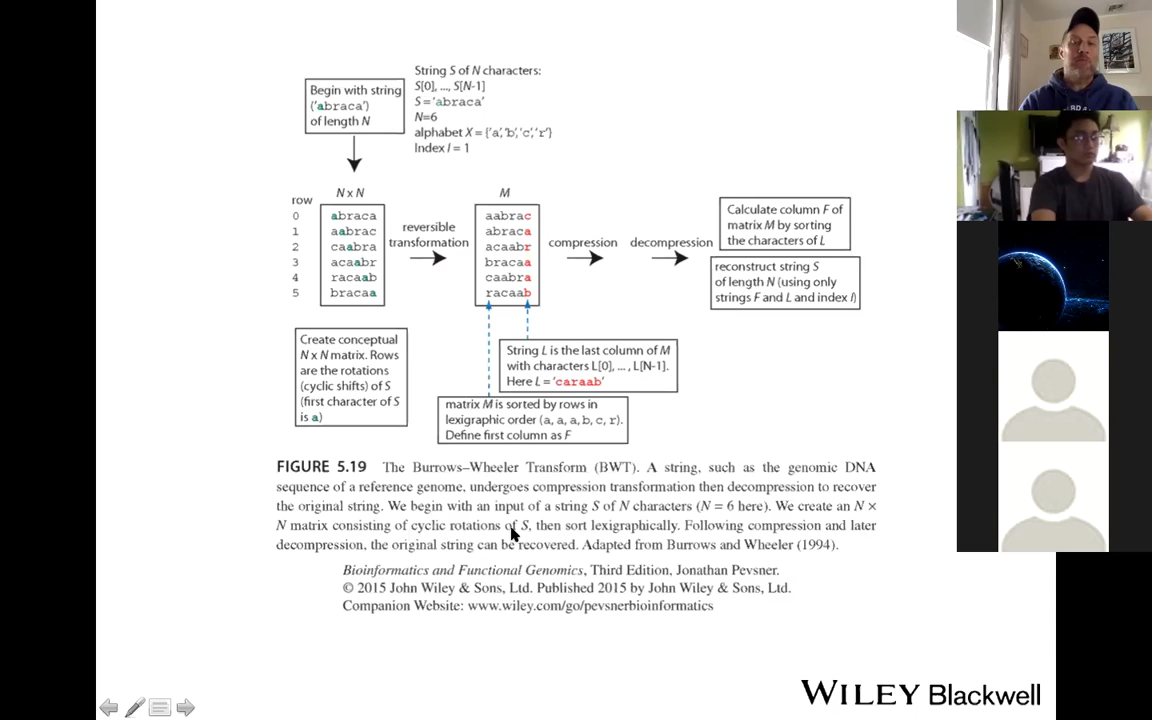 Begin with string
('abraca')
of length N
String S of N characters:
S[0], ..., S[N-1]
S='abraca'
N=6
alphabet X = {'a','b','c','r'}
Index I = 1
row
N x N
M
0
1
2
3
4
5
abraca
aabrac
caabra
acaabr
racaab
bracaa
reversible
transformation
aabrac
abraca
acaabr
bracaa
caabra
racaab
compression
decompression
Calculate column F of
matrix M by sorting
the characters of L
reconstruct string S
of length N (using only
strings F and L and index I)
Create conceptual
N x N matrix. Rows
are the rotations
(cyclic shifts) of S
(first character of S
is a)
String L is the last column of M
with characters L[0], ... , L[N-1].
Here L = 'caraab'
matrix M is sorted by rows in
lexigraphic order (a, a, a, b, c, r).
Define first column as F
FIGURE 5.19 The Burrows–Wheeler Transform (BWT). A string, such as the genomic DNA
sequence of a reference genome, undergoes compression transformation then decompression to recover
the original string. We begin with an input of a string S of N characters (N = 6 here). We create an N ×
N matrix consisting of cyclic rotations of S, then sort lexigraphically. Following compression and later
decompression, the original string can be recovered. Adapted from Burrows and Wheeler (1994).
Bioinformatics and Functional Genomics, Third Edition, Jonathan Pevsner.
© 2015 John Wiley & Sons, Ltd. Published 2015 by John Wiley & Sons, Ltd.
Companion Website: www.wiley.com/go/pevsnerbioinformatics
WILEY Blackwell